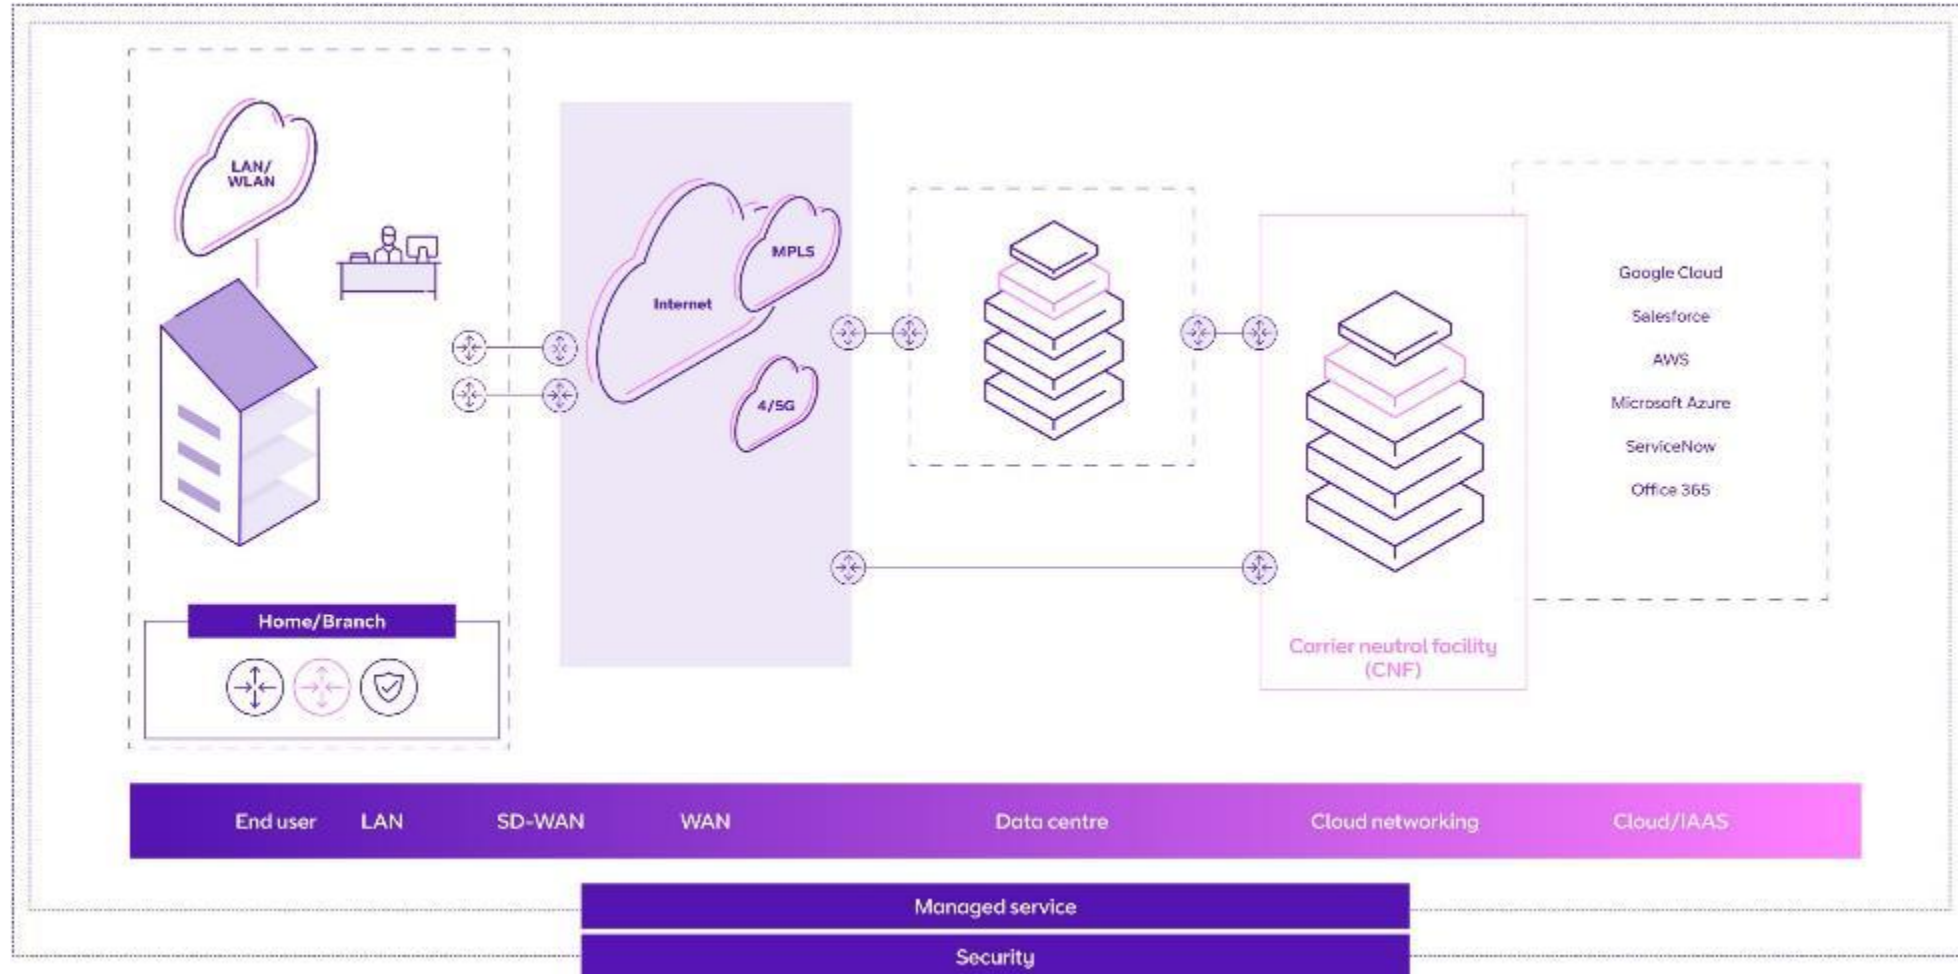 LAN/
WLAN
Internet
MPLS
4/5G
Google Cloud
Salesforce
AWS
Microsoft Azure
ServiceNow
Office 365
Home/Branch
Carrier neutral facility
(CNF)
End user
LAN
SD-WAN
WAN
Data centre
Cloud networking
Cloud/IAAS
Managed service
Security